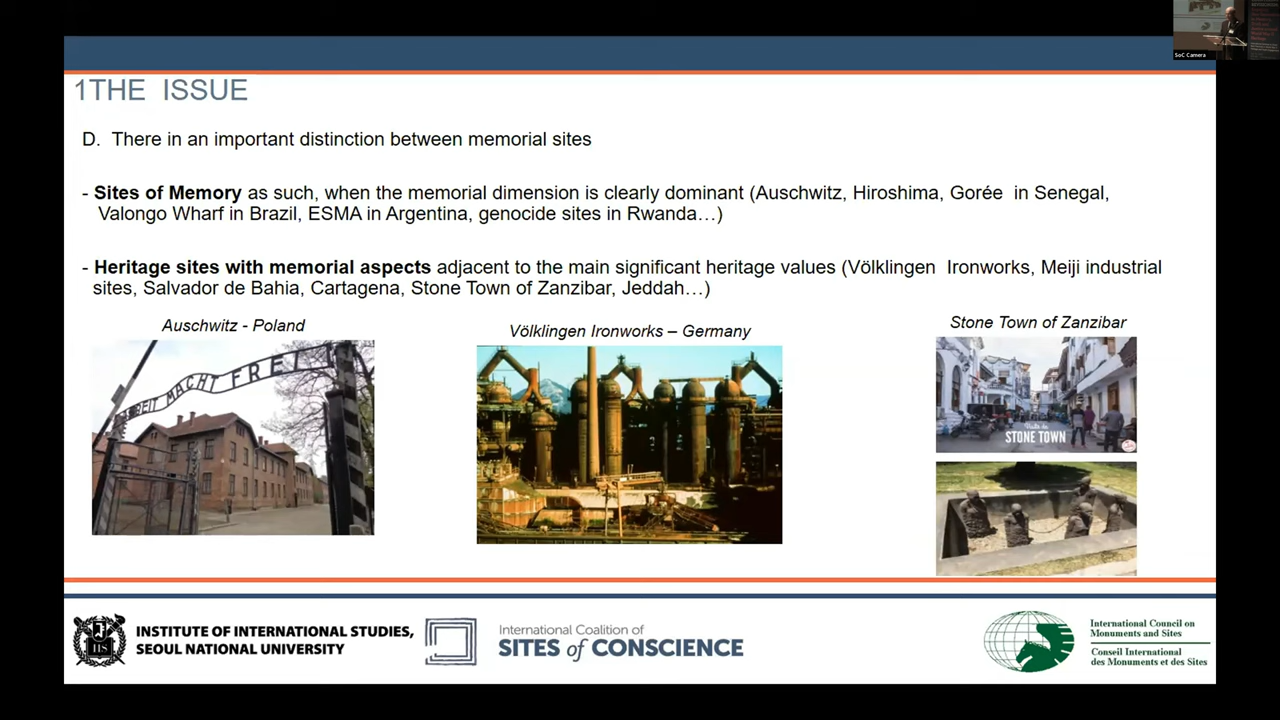 SoC Camera
1THE ISSUE
D. There in an important distinction between memorial sites
- Sites of Memory as such, when the memorial dimension is clearly dominant (Auschwitz, Hiroshima, Gorée in Senegal,
Valongo Wharf in Brazil, ESMA in Argentina, genocide sites in Rwanda…)
- Heritage sites with memorial aspects adjacent to the main significant heritage values (Völklingen Ironworks, Meiji industrial
sites, Salvador de Bahia, Cartagena, Stone Town of Zanzibar, Jeddah…)
Auschwitz - Poland
Völklingen Ironworks – Germany
Stone Town of Zanzibar
ARBEIT MACHT FREI
STONE TOWN
INSTITUTE OF INTERNATIONAL STUDIES,
SEOUL NATIONAL UNIVERSITY
International Coalition of
SITES of CONSCIENCE
International Council on
Monuments and Sites
Conseil International
des Monuments et des Sites